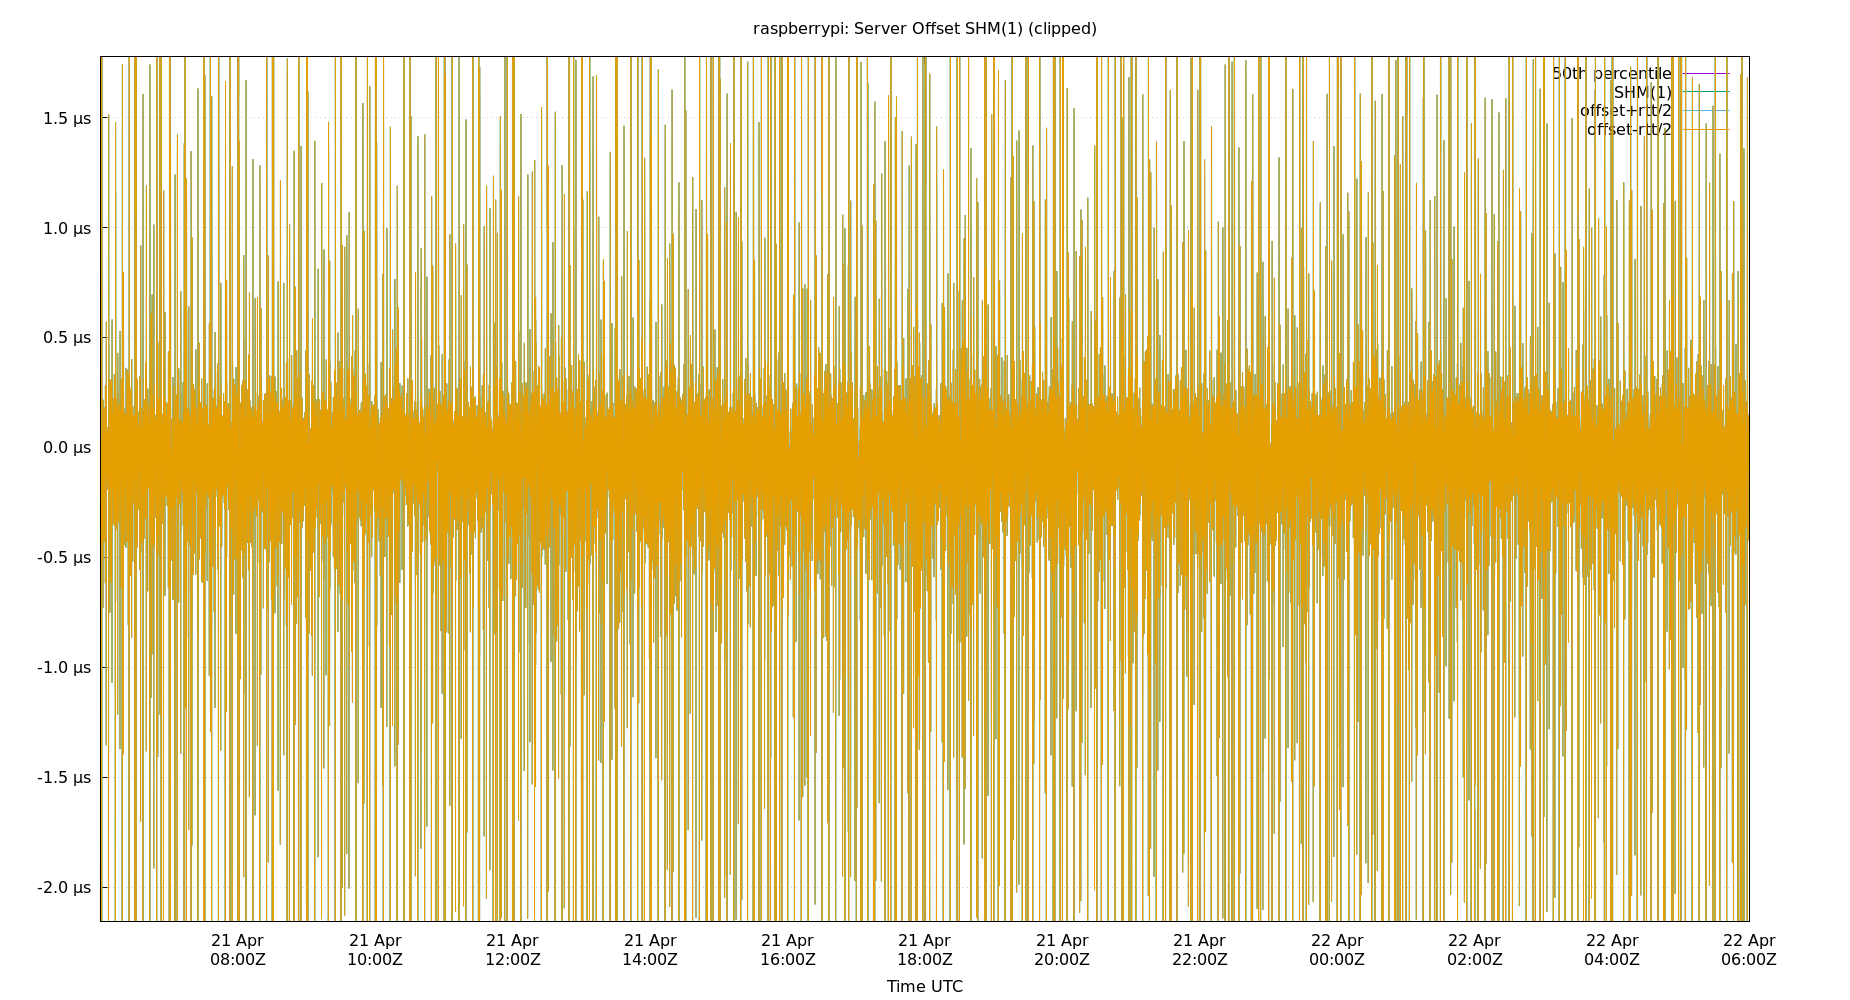 raspberrypi: Server Offset SHM(1) (clipped)
50th percentile
SHM(1)
offset+rtt/2
offset-rtt/2
1.5 µs
1.0 µs
0.5 µs
0.0 µs
-0.5 µs
-1.0 µs
-1.5 µs
-2.0 µs
21 Apr 21 Apr 21 Apr 21 Apr 21 Apr 21 Apr 21 Apr 21 Apr 22 Apr 22 Apr 22 Apr 22 Apr
08:00Z 10:00Z 12:00Z 14:00Z 16:00Z 18:00Z 20:00Z 22:00Z 00:00Z 02:00Z 04:00Z 06:00Z
Time UTC